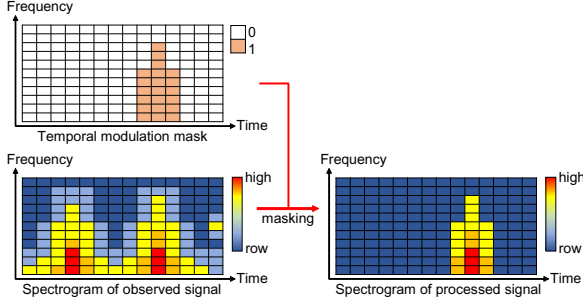 Frequency
0
1
Time
Temporal modulation mask
Frequency
high
row
Time
Spectrogram of observed signal
masking
Frequency
high
row
Time
Spectrogram of processed signal